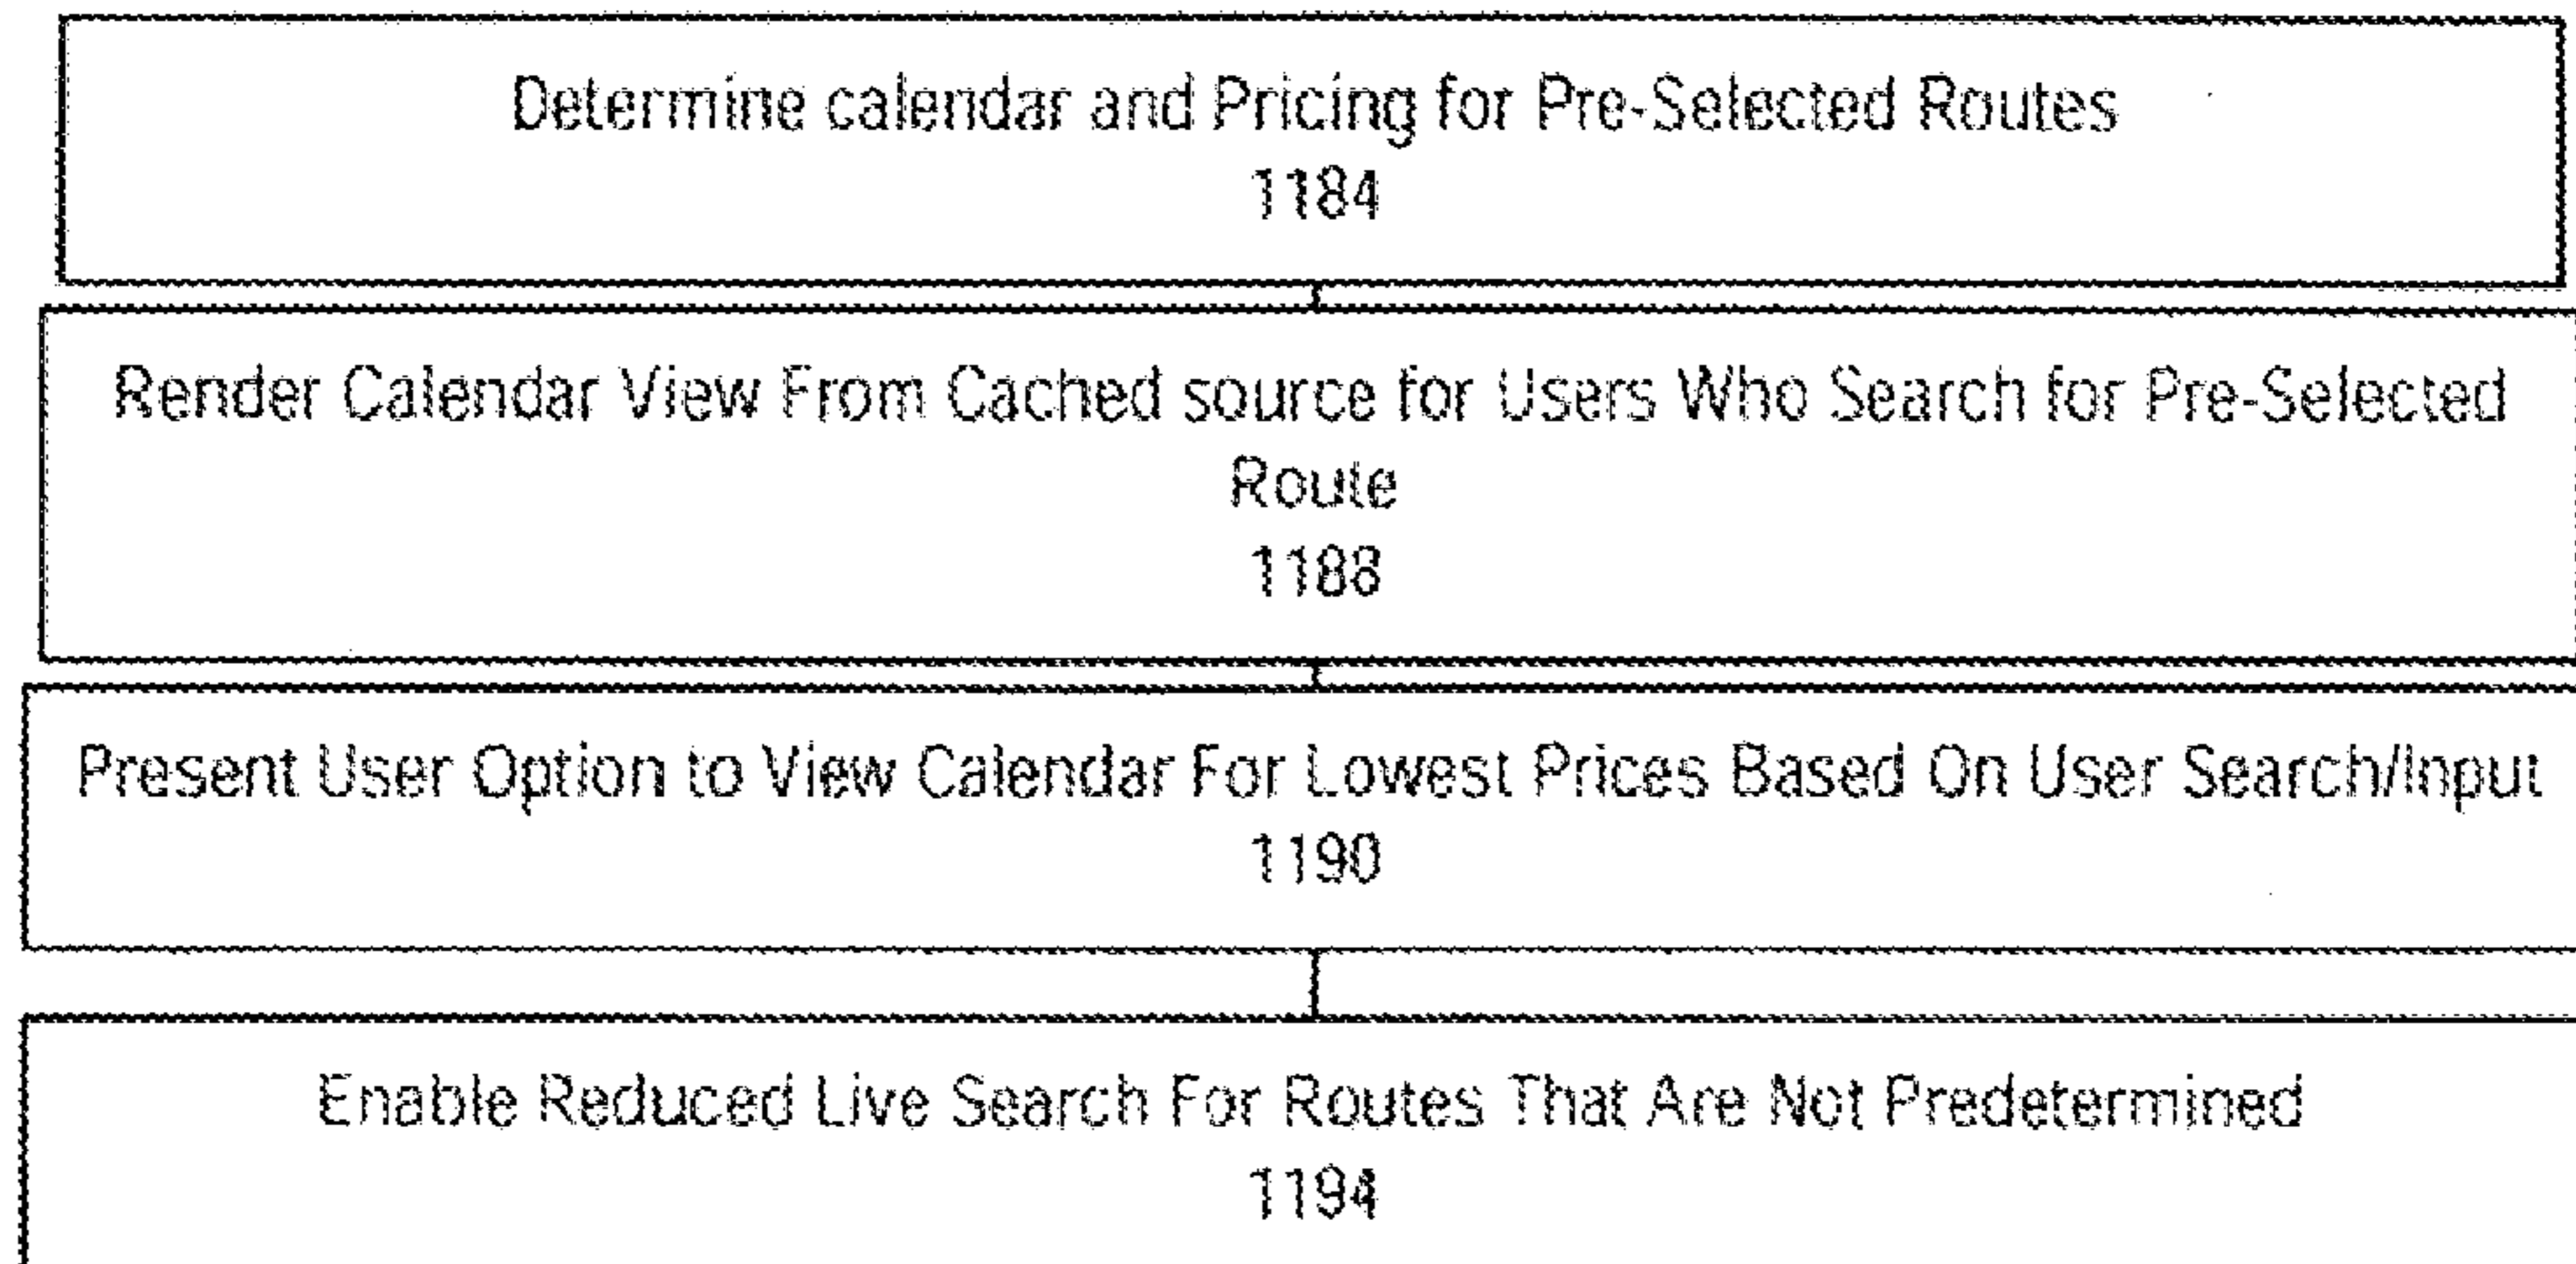 Determine calendar and Pricing for Pre-Selected Routes
1184
Render Calendar View From Cached source for Users Who Search for Pre-Selected
Route
1188
Present User Option to View Calendar For Lowest Prices Based On User Search/Input
1190
Enable Reduced Live Search For Routes That Are Not Predetermined
1194